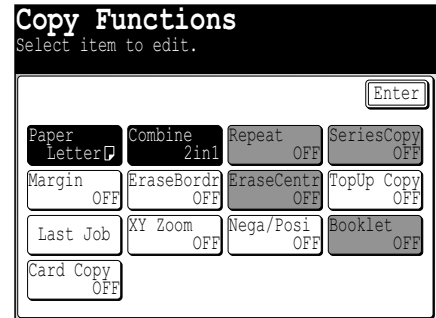 Copy Functions
Select item to edit.
Enter
Paper Combine Repeat SeriesCopy
Letter 2in1 OFF OFF
Margin EraseBordr EraseCentr TopUp Copy
OFF OFF OFF OFF
Last Job XY Zoom Nega/Posi Booklet
OFF OFF OFF
Card Copy
OFF